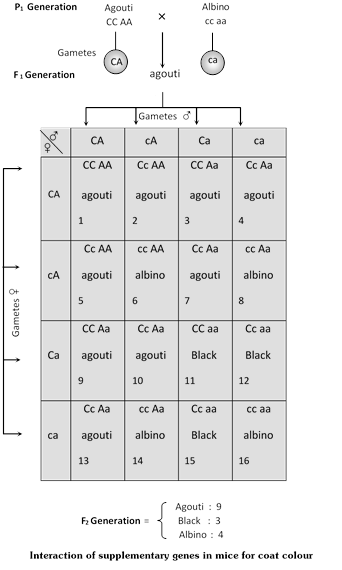 P1 Generation Agouti Albino
CC AA × cc aa
Gametes CA ca
F1 Generation agouti
Gametes ♂
♂ CA cA Ca ca
♀
CC AA Cc AA CC Aa Cc Aa
CA agouti agouti agouti agouti
1 2 3 4
Cc AA cc AA Cc Aa cc Aa
cA agouti albino agouti albino
5 6 7 8
Gametes ♀
CC Aa Cc Aa CC aa Cc aa
Ca agouti agouti Black Black
9 10 11 12
Cc Aa cc Aa Cc aa cc aa
ca agouti albino Black albino
13 14 15 16
Agouti : 9
F2 Generation = Black : 3
Albino : 4
Interaction of supplementary genes in mice for coat colour